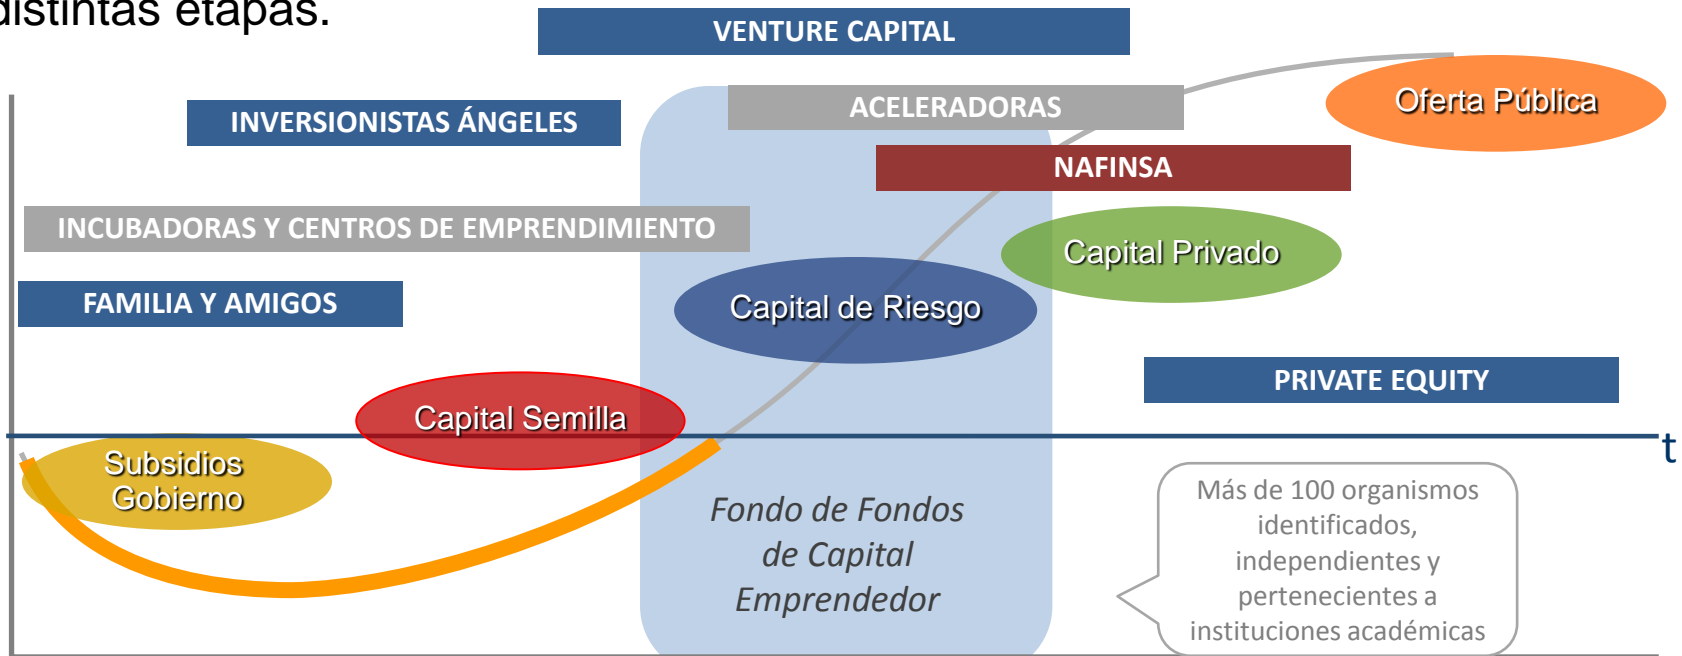 distintas etapas.
VENTURE CAPITAL
ACELERADORAS
Oferta Pública
INVERSIONISTAS ÁNGELES
NAFINSA
INCUBADORAS Y CENTROS DE EMPRENDIMIENTO
Capital Privado
FAMILIA Y AMIGOS
Capital de Riesgo
PRIVATE EQUITY
Capital Semilla
t
Subsidios
Gobierno
Fondo de Fondos
de Capital
Emprendedor
Más de 100 organismos
identificados,
independientes y
pertenecientes a
instituciones académicas